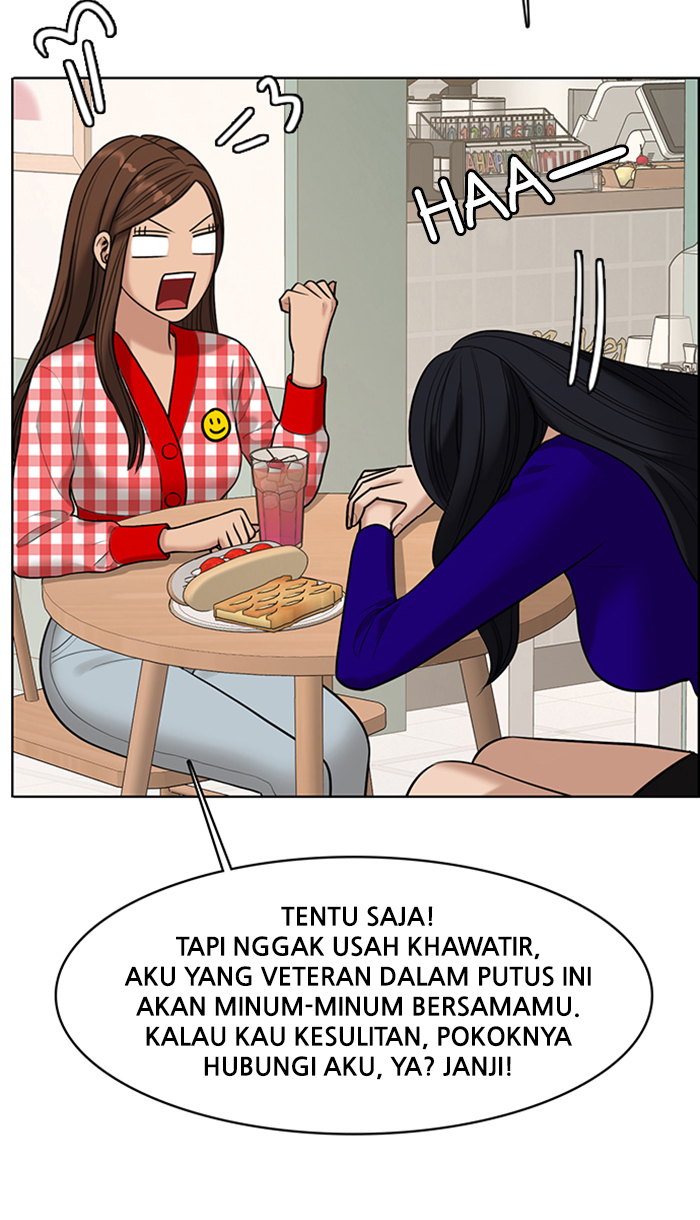 HAA—
TENTU SAJA!
TAPI NGGAK USAH KHAWATIR,
AKU YANG VETERAN DALAM PUTUS INI
AKAN MINUM-MINUM BERSAMAMU.
KALAU KAU KESULITAN, POKOKNYA
HUBUNGI AKU, YA? JANJI!